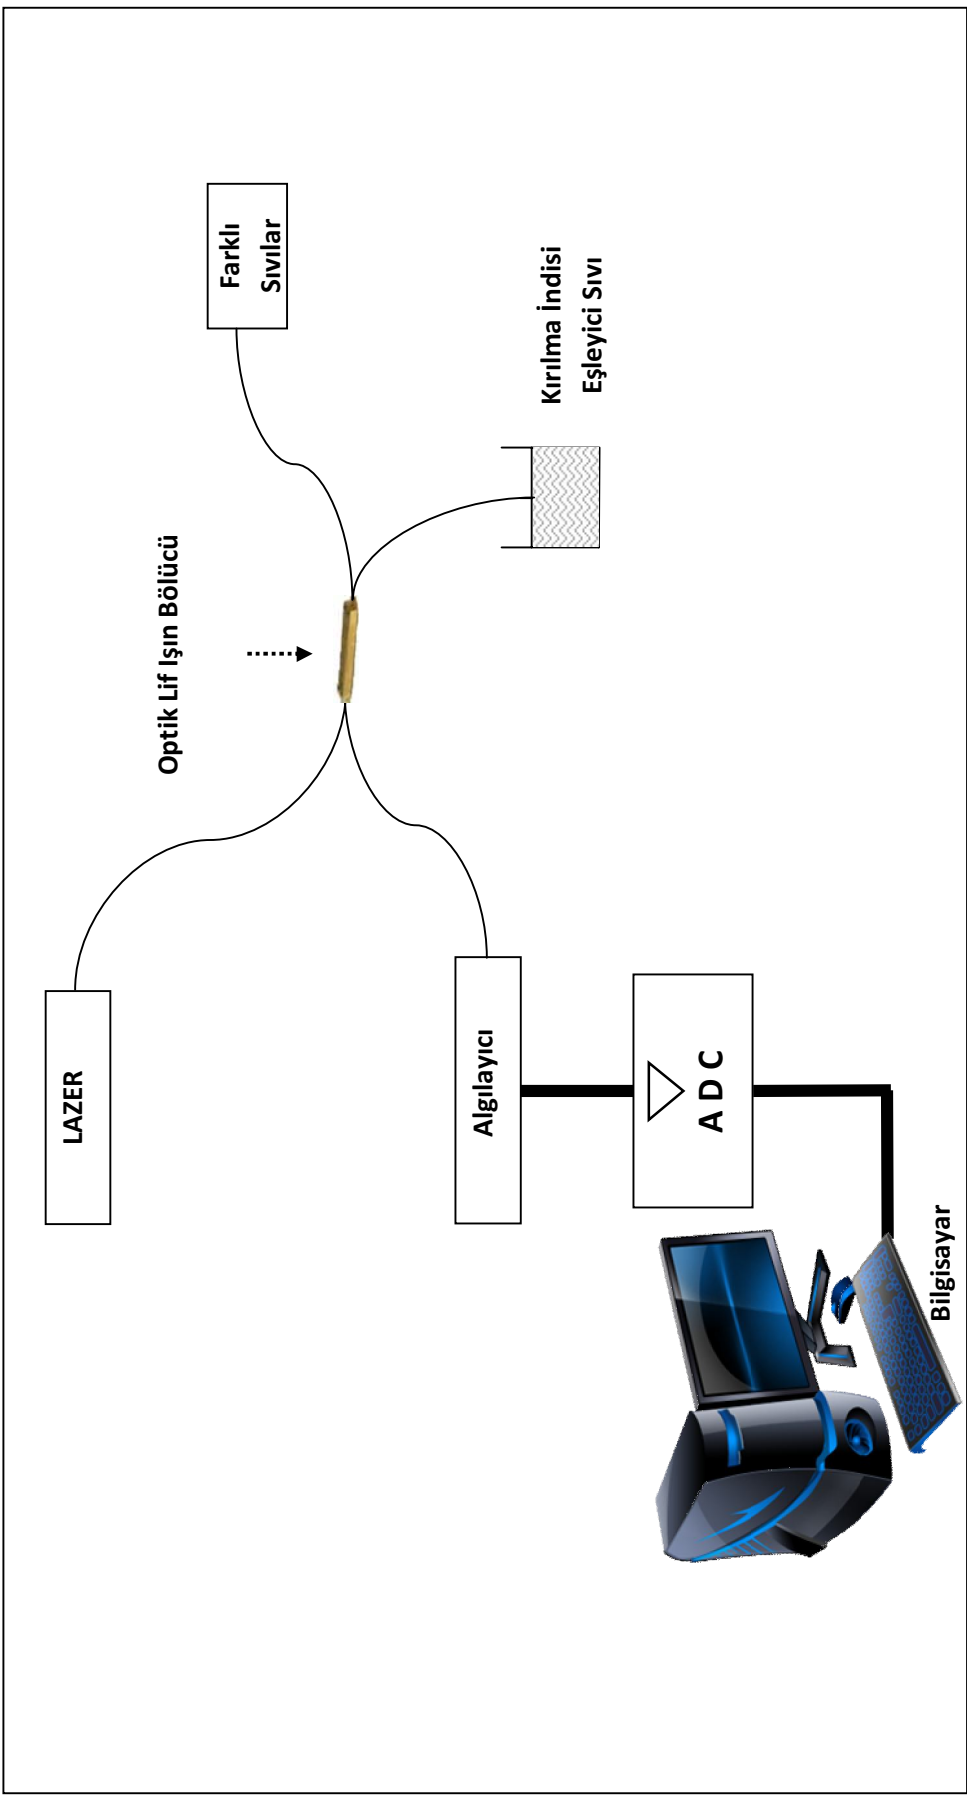 LAZER
Optik Lif Işın Bölücü
Farklı
Sıvılar
Kırılma İndisi
Eşleyici Sıvı
Algılayıcı
A D C
Bilgisayar